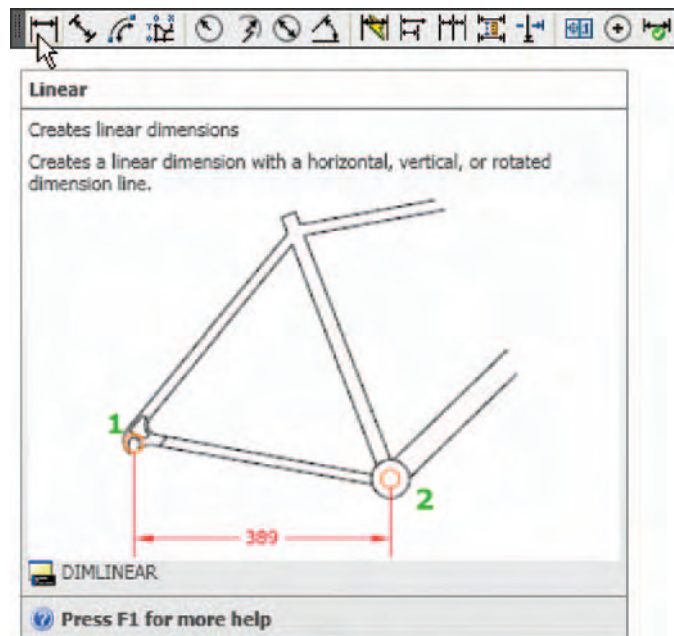 Linear
Creates linear dimensions
Creates a linear dimension with a horizontal, vertical, or rotated
dimension line.
1
2
389
DIMLINEAR
Press F1 for more help